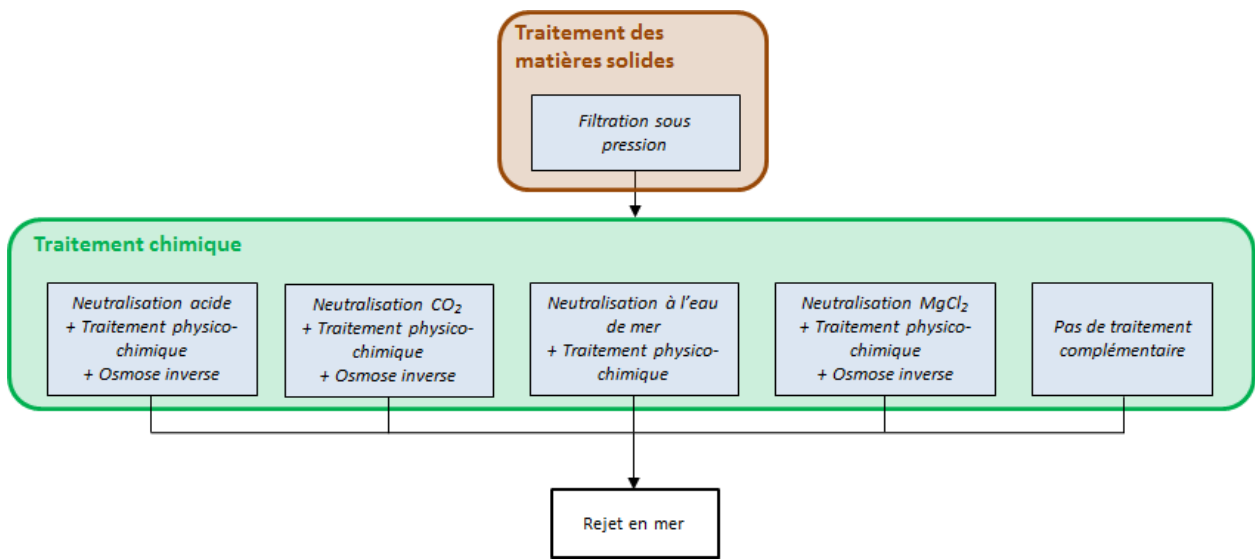 Traitement des
matières solides
Filtration sous
pression
Traitement chimique
Neutralisation acide
+ Traitement physico-
chimique
+ Osmose inverse
Neutralisation CO₂
+ Traitement physico-
chimique
+ Osmose inverse
Neutralisation à l’eau
de mer
+ Traitement physico-
chimique
Neutralisation MgCl₂
+ Traitement physico-
chimique
+ Osmose inverse
Pas de traitement
complémentaire
Rejet en mer